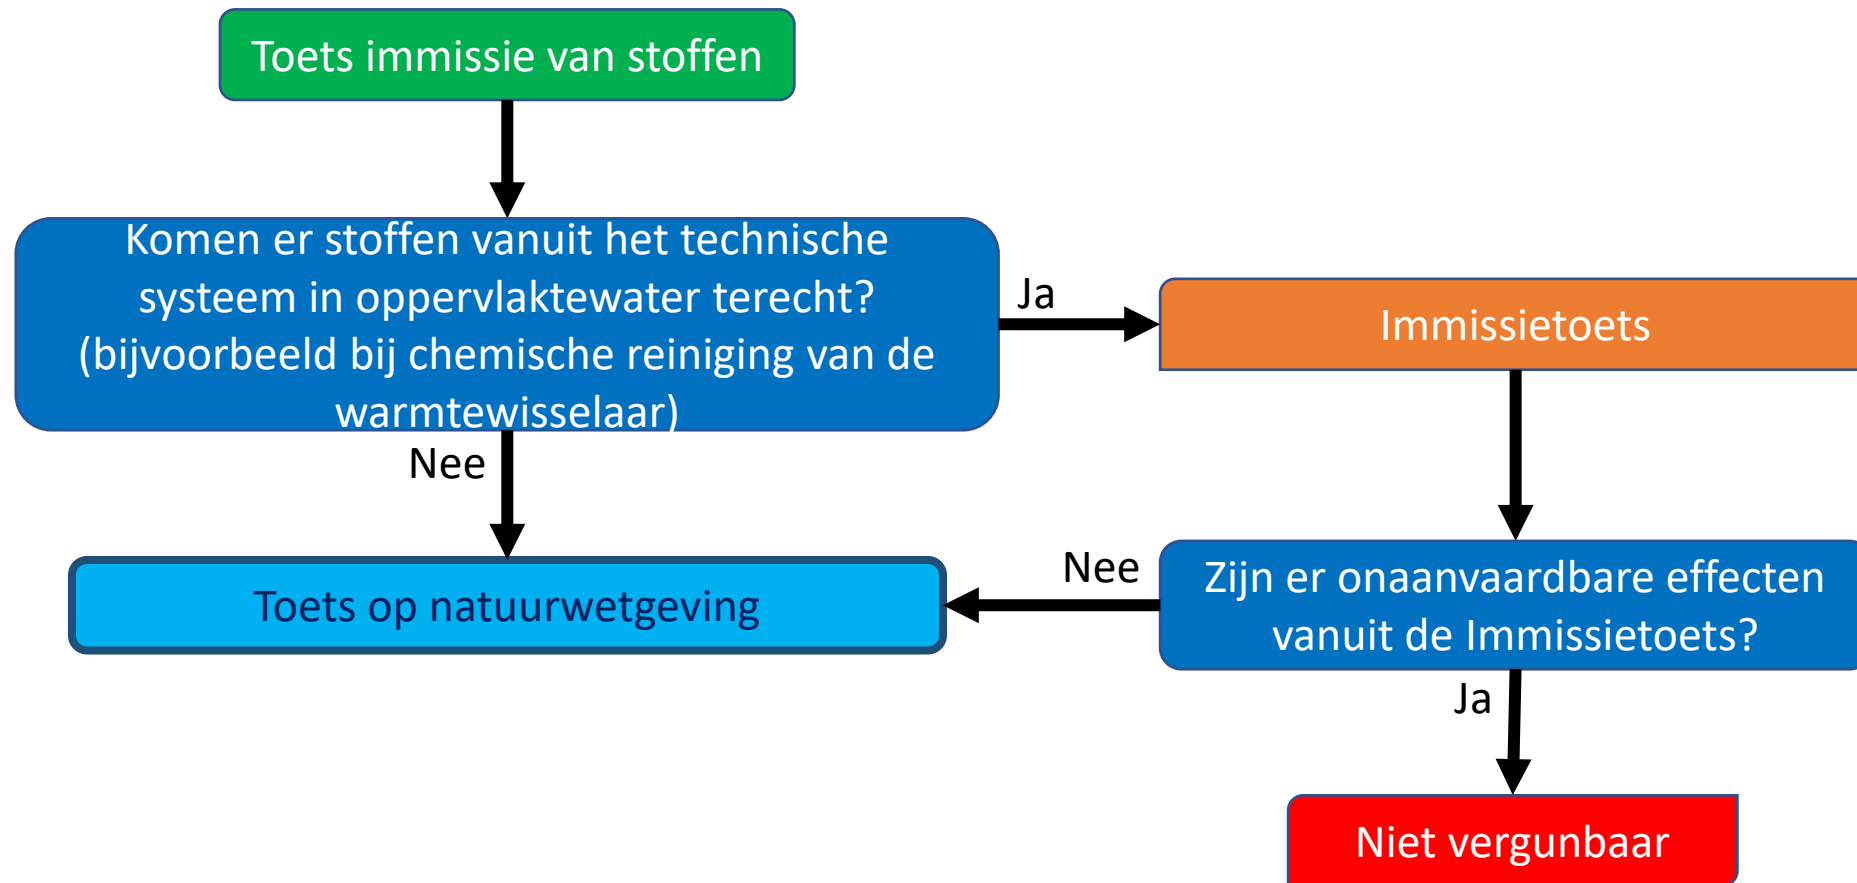 Toets immissie van stoffen
Komen er stoffen vanuit het technische
systeem in oppervlaktewater terecht?
(bijvoorbeeld bij chemische reiniging van de
warmtewisselaar)
Ja
Immissietoets
Nee
Toets op natuurwetgeving
Nee
Zijn er onaanvaardbare effecten
vanuit de Immissietoets?
Ja
Niet vergunbaar